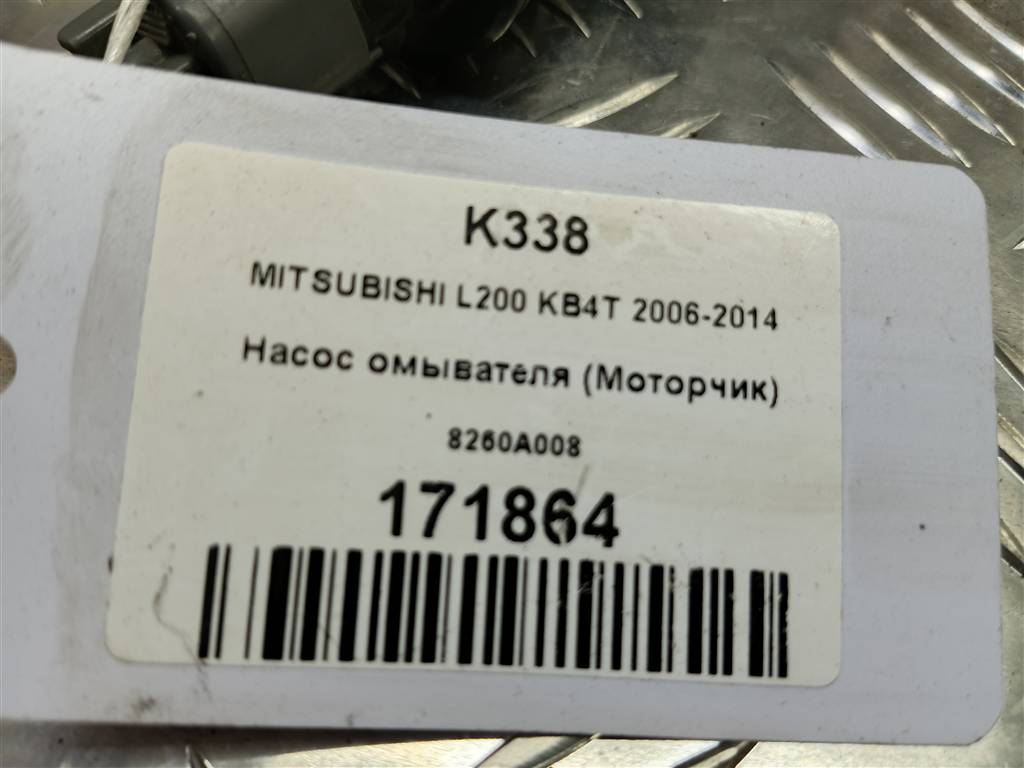 K338
MITSUBISHI L200 KB4T 2006-2014
Насос омывателя (Моторчик)
8260A008
171864